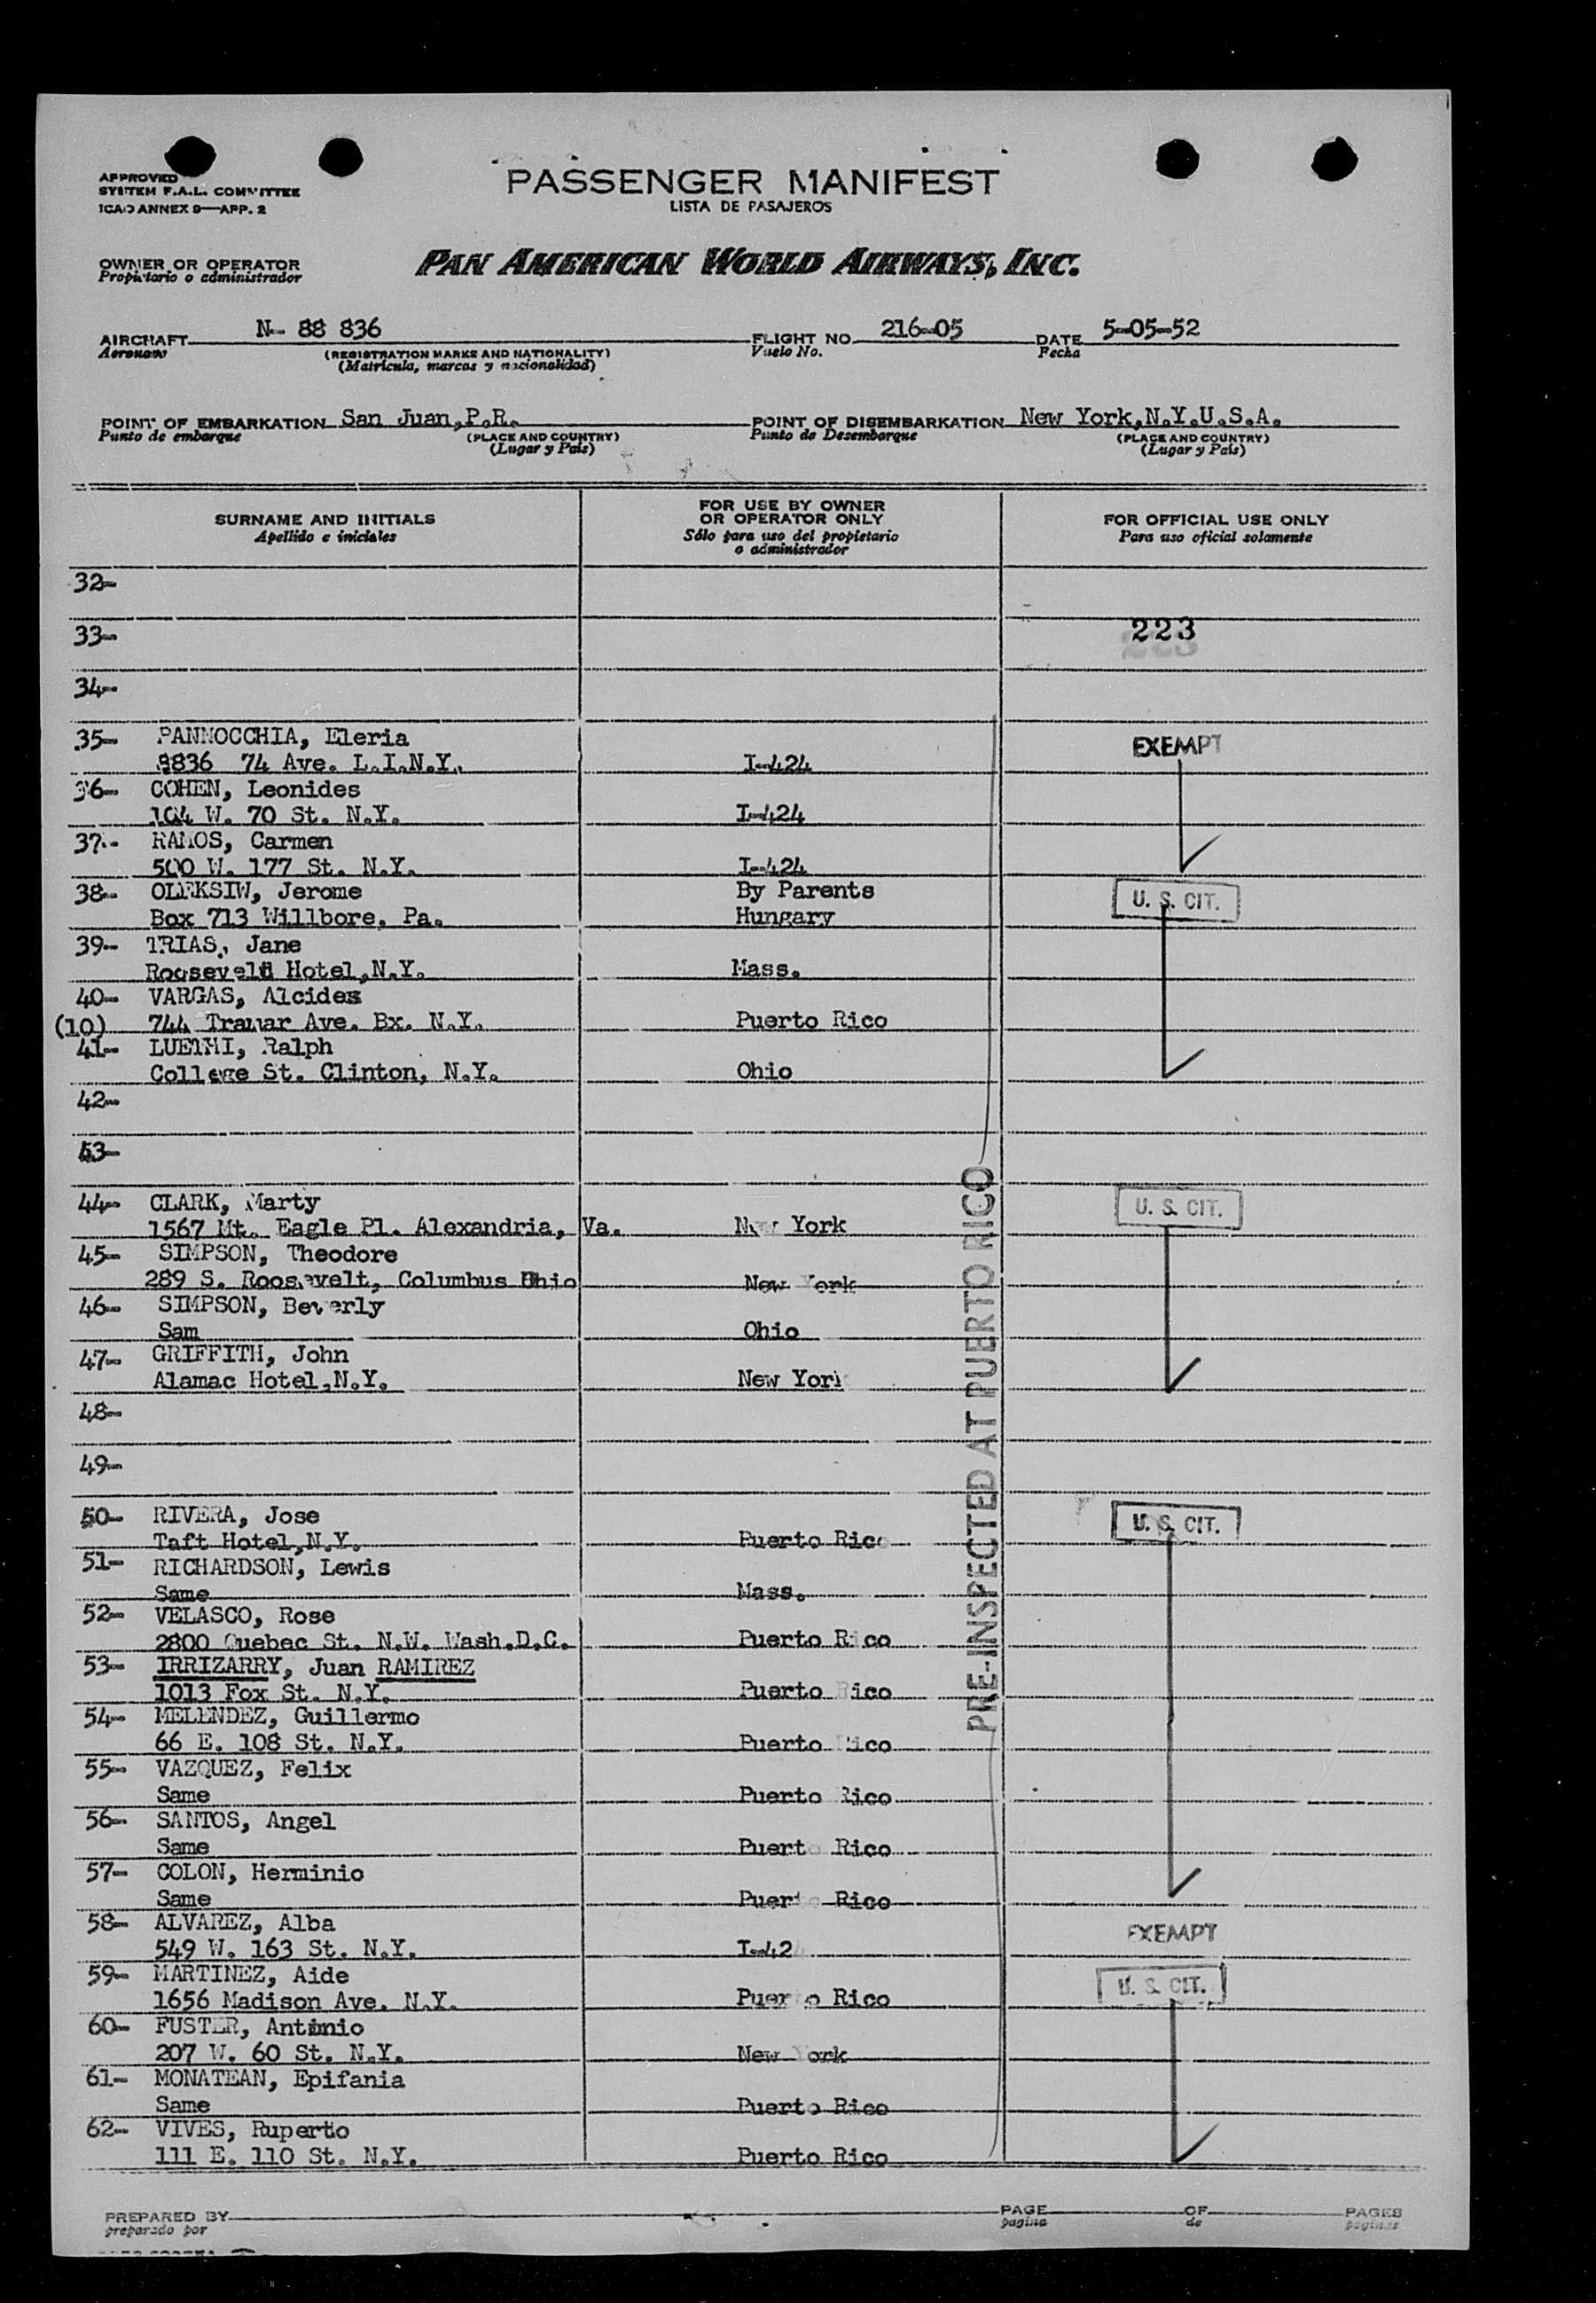 APPROVED
SYSTEM F.A.L. COMMITTEE
ICAO ANNEX 9—APP. 2
PASSENGER MANIFEST
LISTA DE PASAJEROS
OWNER OR OPERATOR
Propietario o administrador
PAN AMERICAN WORLD AIRWAYS, INC.
AIRCRAFT N- 88 836 FLIGHT NO. 216-05 DATE 5-05-52
Aeronave (REGISTRATION MARKS AND NATIONALITY) Vuelo No. Fecha
(Matricula, marcas y nacionalidad)
POINT OF EMBARKATION San Juan,P.R. POINT OF DISEMBARKATION New York,N.Y.U.S.A.
Punto de embarque (PLACE AND COUNTRY) Punto de Desembarque (PLACE AND COUNTRY)
(Lugar y País) (Lugar y País)
SURNAME AND INITIALS
Apellido e iniciales
FOR USE BY OWNER
OR OPERATOR ONLY
Sólo para uso del propietario
o administrador
FOR OFFICIAL USE ONLY
Para uso oficial solamente
32-
33- 223
34-
35- PANNOCCHIA, Eleria EXEMPT
8836 74 Ave. L.I.N.Y. I-424
36- COHEN, Leonides
104 W. 70 St. N.Y. I-424
37- RAMOS, Carmen
500 W. 177 St. N.Y. I-424
38- OLEKSIW, Jerome By Parents U. S. CIT.
Box 713 Willbore, Pa. Hungary
39- TRIAS, Jane
Roosevelt Hotel,N.Y. Mass.
40- VARGAS, Alcides
(10) 744 Ave. Bx. N.Y. Puerto Rico
41- LUETHI, Ralph
College St. Clinton, N.Y. Ohio
42-
43-
44- CLARK, Marty U. S. CIT.
1567 Mt. Eagle Pl. Alexandria, Va. New York
45- SIMPSON, Theodore
289 S. Roosevelt, Columbus Ohio New York
46- SIMPSON, Beverly
Sam Ohio
47- GRIFFITH, John
Alamac Hotel,N.Y. New York
48-
49-
50- RIVERA, Jose U. S. CIT.
Taft Hotel,N.Y. Puerto Rico
51- RICHARDSON, Lewis
Same Mass.
52- VELASCO, Rose
2800 Quebec St. N.W. Wash.D.C. Puerto Rico
53- IRRIZARRY, Juan RAMIREZ
1013 Fox St. N.Y. Puerto Rico
54- MELENDEZ, Guillermo
66 E. 108 St. N.Y. Puerto Rico
55- VAZQUEZ, Felix
Same Puerto Rico
56- SANTOS, Angel
Same Puerto Rico
57- COLON, Herminio
Same Puerto Rico
58- ALVAREZ, Alba EXEMPT
549 W. 163 St. N.Y. I-424
59- MARTINEZ, Aide U. S. CIT.
1656 Madison Ave. N.Y. Puerto Rico
60- FUSTER, Antonio
207 W. 60 St. N.Y. New York
61- MONATEAN, Epifania
Same Puerto Rico
62- VIVES, Ruperto
111 E. 110 St. N.Y. Puerto Rico
PRE-INSPECTED AT PUERTO RICO
PREPARED BY PAGE OF PAGES
preparado por pagina de paginas